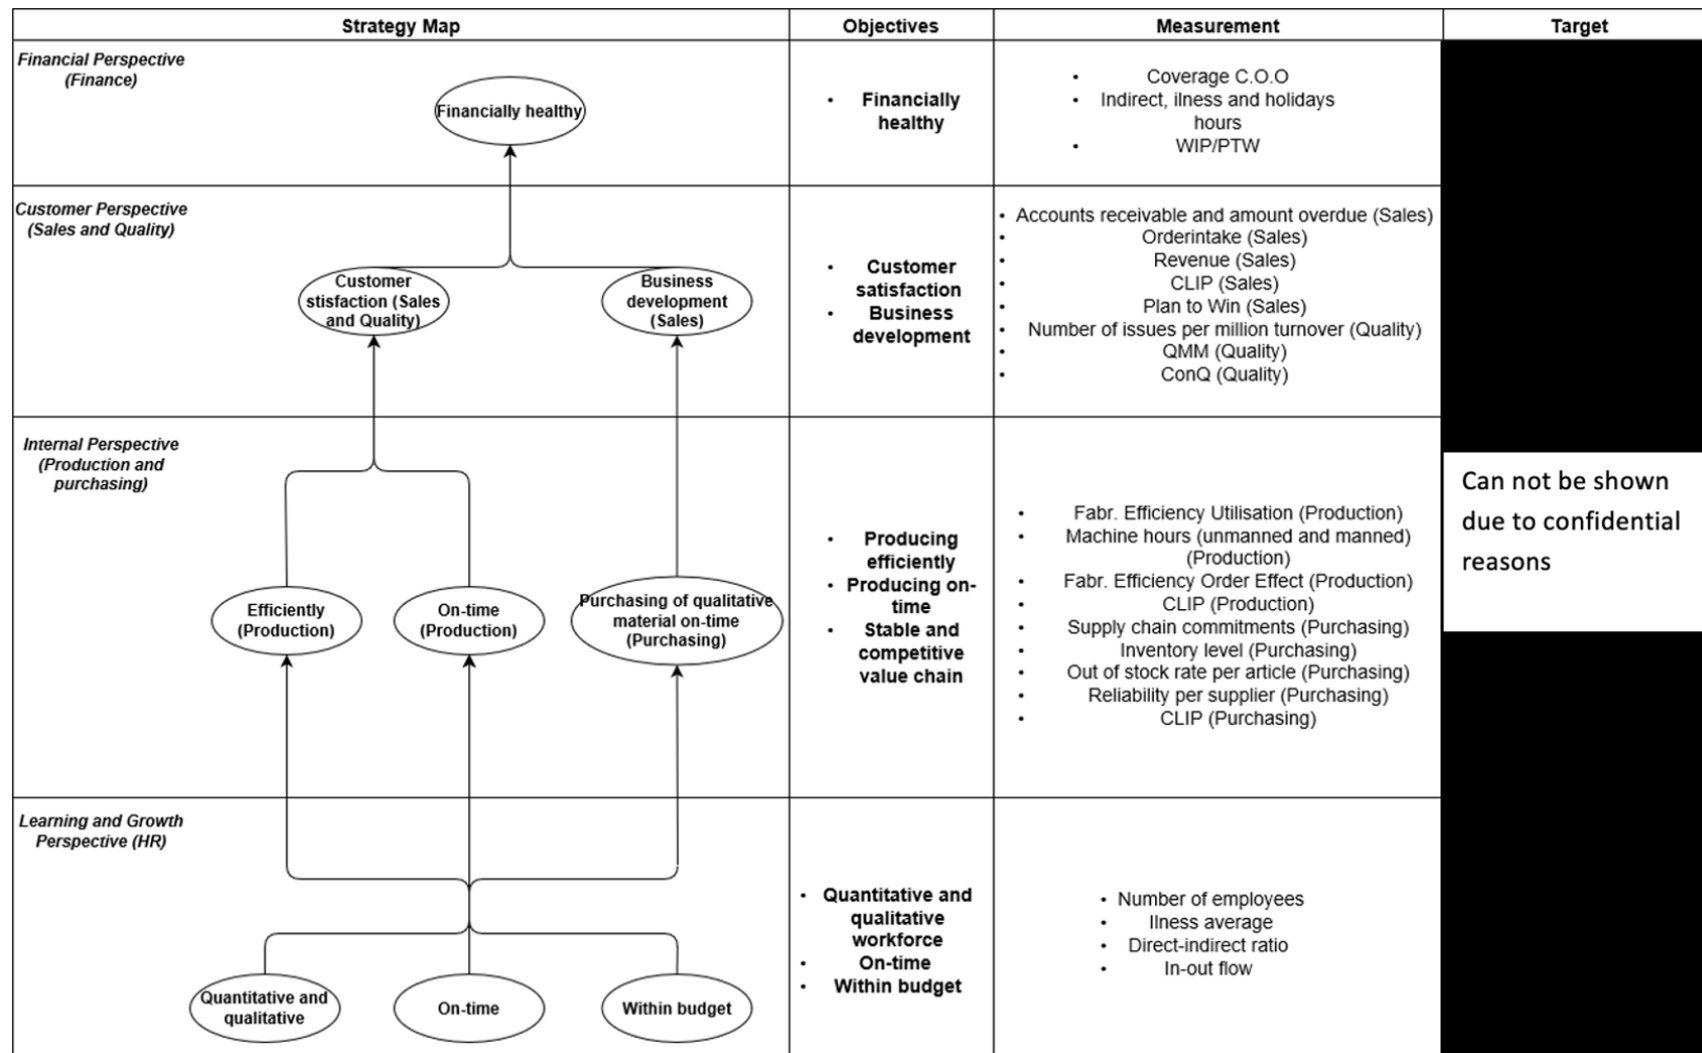 Strategy Map
Objectives
Measurement
Target
Financial Perspective
(Finance)
Financially healthy
• Financially
healthy
• Coverage C.O.O
• Indirect, ilness and holidays
hours
• WIP/PTW
Customer Perspective
(Sales and Quality)
Customer
stisfaction (Sales
and Quality)
Business
development
(Sales)
• Customer
satisfaction
• Business
development
• Accounts receivable and amount overdue (Sales)
• Orderintake (Sales)
• Revenue (Sales)
• CLIP (Sales)
• Plan to Win (Sales)
• Number of issues per million turnover (Quality)
• QMM (Quality)
• ConQ (Quality)
Internal Perspective
(Production and
purchasing)
Efficiently
(Production)
On-time
(Production)
Purchasing of qualitative
material on-time
(Purchasing)
• Producing
efficiently
• Producing on-
time
• Stable and
competitive
value chain
• Fabr. Efficiency Utilisation (Production)
• Machine hours (unmanned and manned)
(Production)
• Fabr. Efficiency Order Effect (Production)
• CLIP (Production)
• Supply chain commitments (Purchasing)
• Inventory level (Purchasing)
• Out of stock rate per article (Purchasing)
• Reliability per supplier (Purchasing)
• CLIP (Purchasing)
Can not be shown
due to confidential
reasons
Learning and Growth
Perspective (HR)
Quantitative and
qualitative
On-time
Within budget
• Quantitative and
qualitative
workforce
• On-time
• Within budget
• Number of employees
• Ilness average
• Direct-indirect ratio
• In-out flow